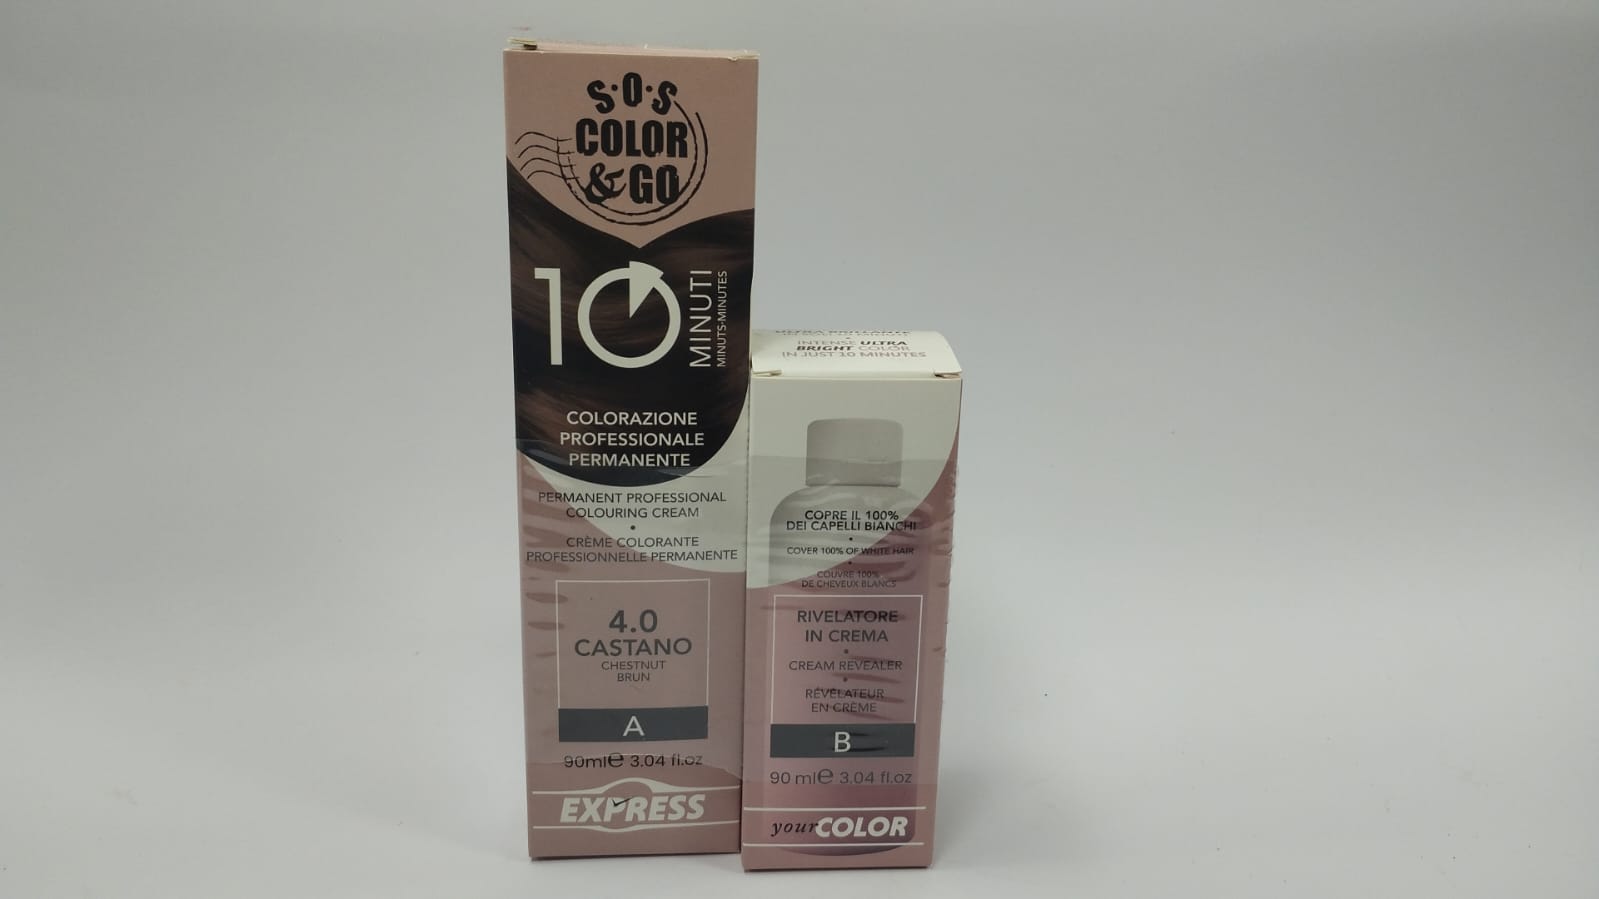 S·O·S
COLOR
&GO
10
MINUTI
MINUTS-MINUTES
COLORAZIONE
PROFESSIONALE
PERMANENTE
PERMANENT PROFESSIONAL
COLOURING CREAM
•
CRÈME COLORANTE
PROFESSIONNELLE PERMANENTE
4.0
CASTANO
CHESTNUT
BRUN
A
90ml℮ 3.04 fl.oz
EXPRESS
INTENSE ULTRA
BRIGHT COLOR
IN JUST 10 MINUTES
COPRE IL 100%
DEI CAPELLI BIANCHI
•
COVER 100% OF WHITE HAIR
•
COUVRE 100%
DE CHEVEUX BLANCS
RIVELATORE
IN CREMA
•
CREAM REVEALER
•
RÉVÉLATEUR
EN CRÈME
B
90 ml℮ 3.04 fl.oz
yourCOLOR